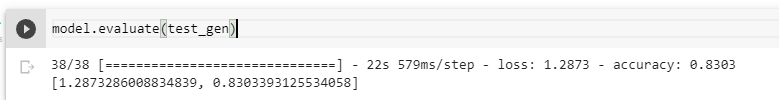 model.evaluate(test_gen)
38/38 [==============================] - 22s 579ms/step - loss: 1.2873 - accuracy: 0.8303
[1.2873286008834839, 0.8303393125534058]